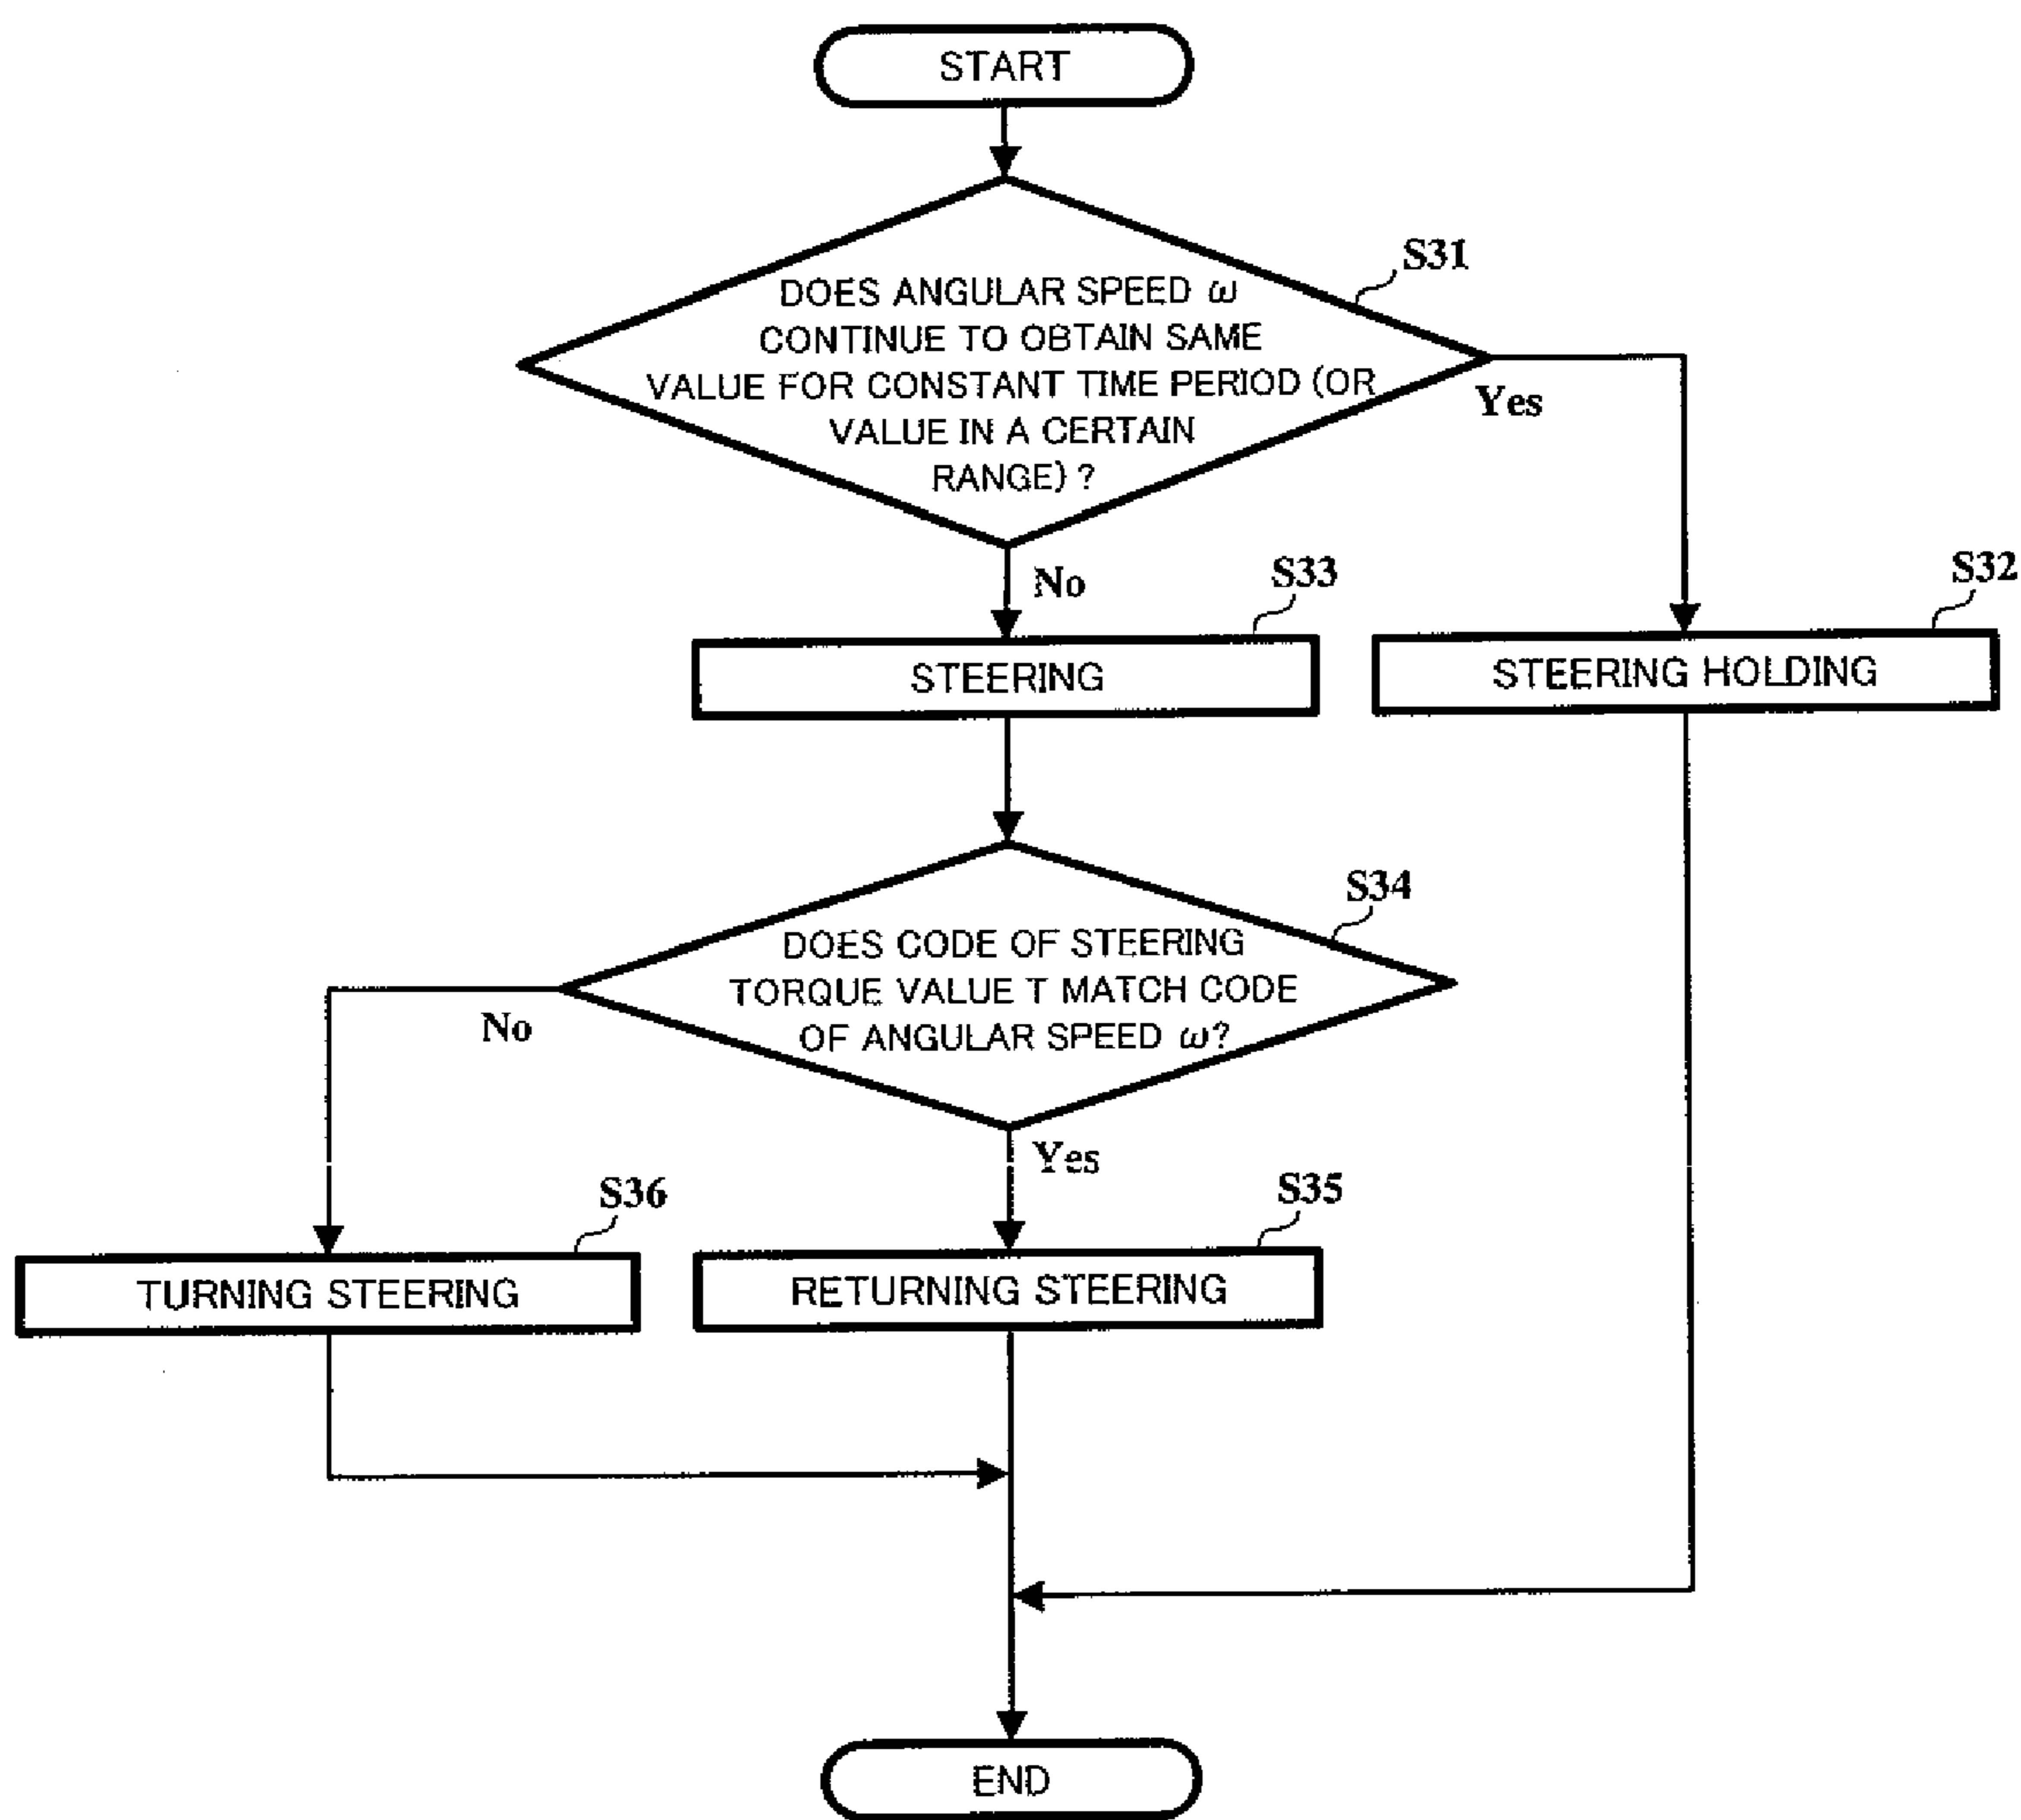 START
S31
DOES ANGULAR SPEED ω
CONTINUE TO OBTAIN SAME
VALUE FOR CONSTANT TIME PERIOD (OR
VALUE IN A CERTAIN
RANGE) ?
Yes
No
S33
S32
STEERING
STEERING HOLDING
S34
DOES CODE OF STEERING
TORQUE VALUE T MATCH CODE
OF ANGULAR SPEED ω?
No
Yes
S36
S35
TURNING STEERING
RETURNING STEERING
END